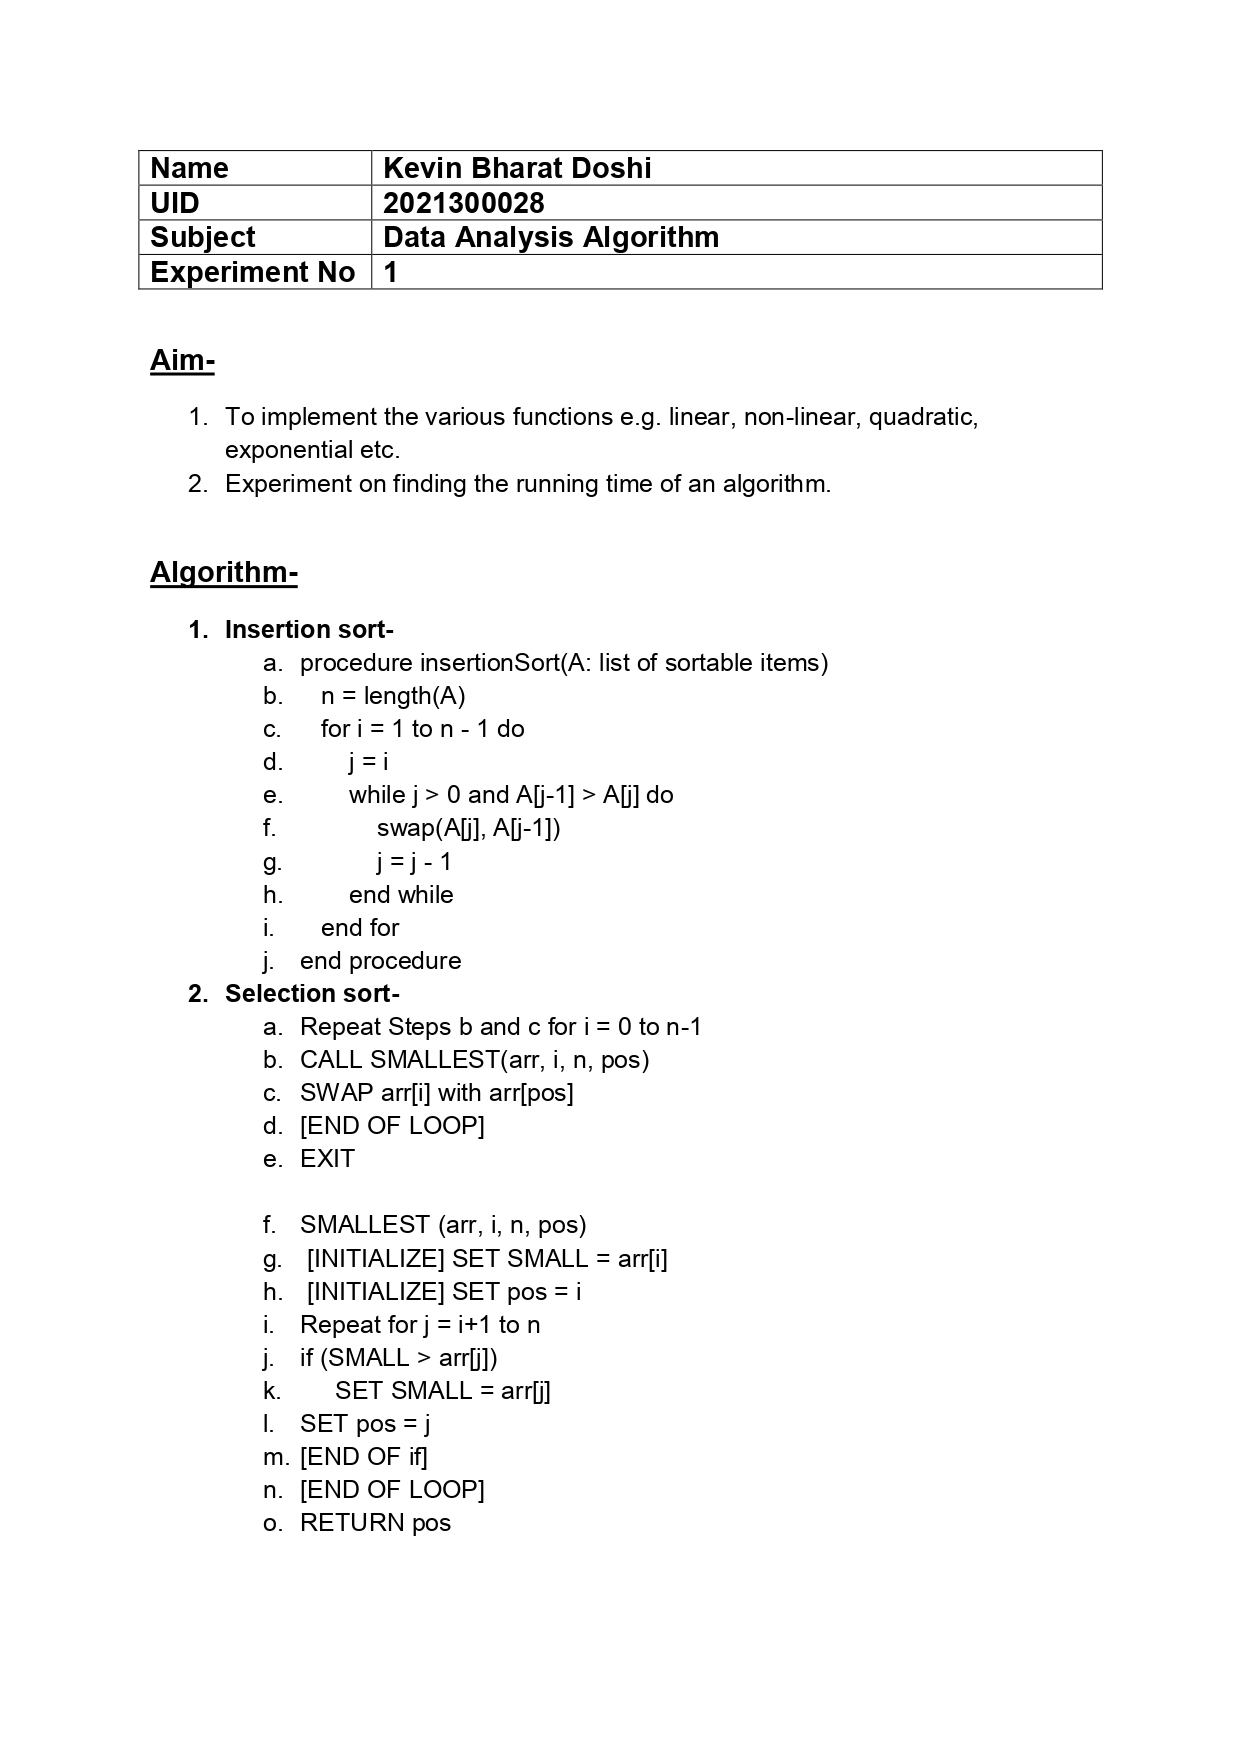 Name Kevin Bharat Doshi
UID 2021300028
Subject Data Analysis Algorithm
Experiment No 1
Aim-
1. To implement the various functions e.g. linear, non-linear, quadratic,
exponential etc.
2. Experiment on finding the running time of an algorithm.
Algorithm-
1. Insertion sort-
a. procedure insertionSort(A: list of sortable items)
b. n = length(A)
c. for i = 1 to n - 1 do
d. j = i
e. while j > 0 and A[j-1] > A[j] do
f. swap(A[j], A[j-1])
g. j = j - 1
h. end while
i. end for
j. end procedure
2. Selection sort-
a. Repeat Steps b and c for i = 0 to n-1
b. CALL SMALLEST(arr, i, n, pos)
c. SWAP arr[i] with arr[pos]
d. [END OF LOOP]
e. EXIT
f. SMALLEST (arr, i, n, pos)
g. [INITIALIZE] SET SMALL = arr[i]
h. [INITIALIZE] SET pos = i
i. Repeat for j = i+1 to n
j. if (SMALL > arr[j])
k. SET SMALL = arr[j]
l. SET pos = j
m. [END OF if]
n. [END OF LOOP]
o. RETURN pos